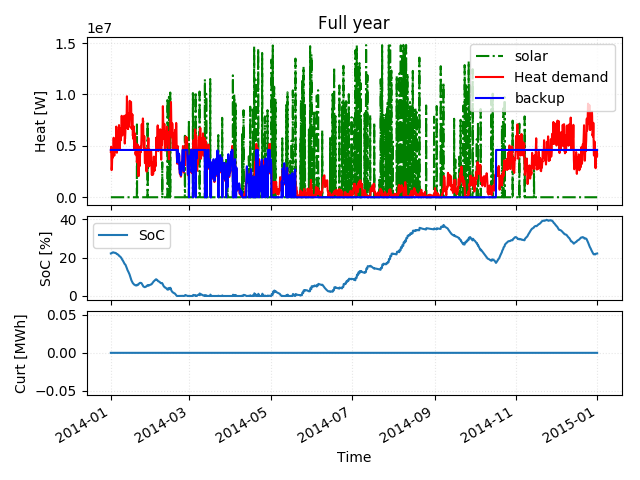 Full year
1e7
1.5
1.0
0.5
0.0
Heat [W]
solar
Heat demand
backup
40
20
0
SoC [%]
SoC
0.05
0.00
−0.05
Curt [MWh]
2014-01
2014-03
2014-05
2014-07
2014-09
2014-11
2015-01
Time